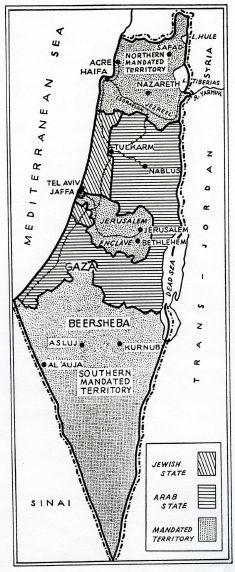 MEDITERRANEAN SEA
L. HULE
SAFAD
NORTHERN
MANDATED
TERRITORY
ACRE
HAIFA
SYRIA
L. TIBERIAS
NAZARETH
R. YARMUK
TULKARM
NABLUS
TEL AVIV
JAFFA
JERUSALEM
JERUSALEM
ENCLAVE
BETHLEHEM
TRANS-JORDAN
DEAD SEA
GAZA
BEERSHEBA
ASLUJ
KURNUB
AL 'AUJA
SOUTHERN
MANDATED
TERRITORY
SINAI
JEWISH
STATE
ARAB
STATE
MANDATED
TERRITORY